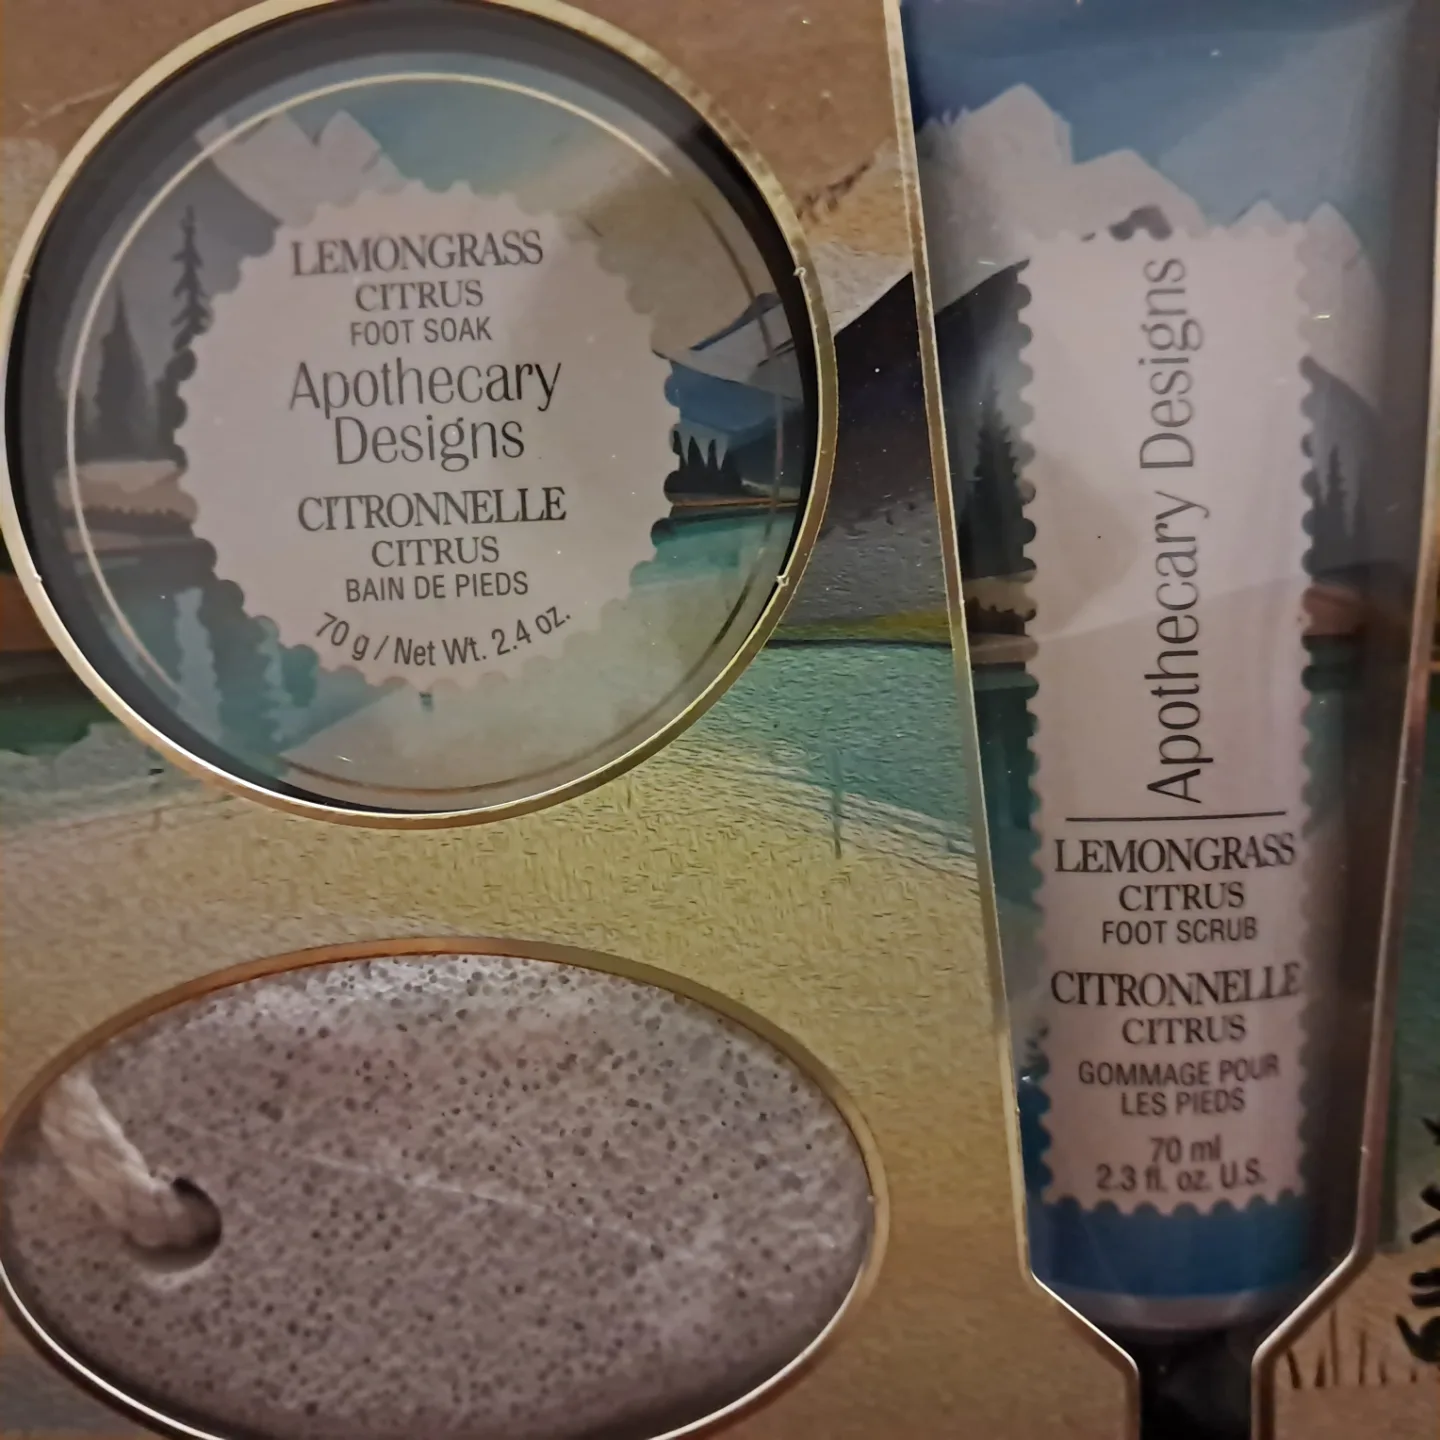 LEMONGRASS
CITRUS
FOOT SOAK
Apothecary
Designs
CITRONNELLE
CITRUS
BAIN DE PIEDS
70 g / Net Wt. 2.4 oz.
Apothecary Designs
LEMONGRASS
CITRUS
FOOT SCRUB
CITRONNELLE
CITRUS
GOMMAGE POUR
LES PIEDS
70 ml
2.3 fl. oz. U.S.